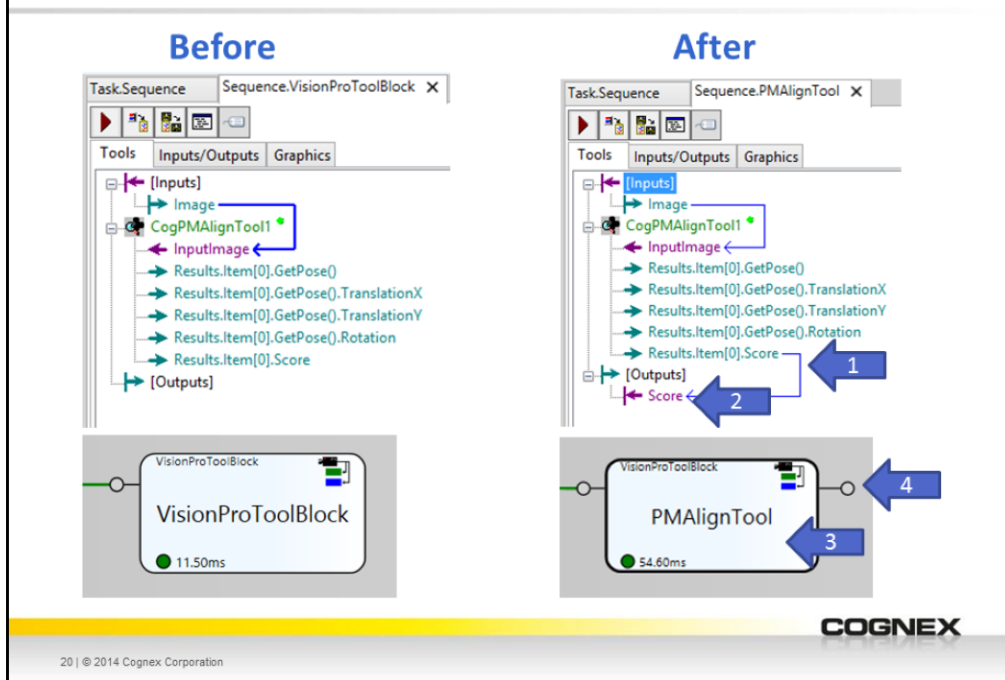 Before
Task.Sequence
Sequence.VisionProToolBlock X
Tools
Inputs/Outputs
Graphics
[Inputs]
Image
CogPMAlignTool1
InputImage
Results.Item[0].GetPose()
Results.Item[0].GetPose().TranslationX
Results.Item[0].GetPose().TranslationY
Results.Item[0].GetPose().Rotation
Results.Item[0].Score
[Outputs]
VisionProToolBlock
VisionProToolBlock
11.50ms
After
Task.Sequence
Sequence.PMAlignTool X
Tools
Inputs/Outputs
Graphics
[Inputs]
Image
CogPMAlignTool1
InputImage
Results.Item[0].GetPose()
Results.Item[0].GetPose().TranslationX
Results.Item[0].GetPose().TranslationY
Results.Item[0].GetPose().Rotation
Results.Item[0].Score
1
[Outputs]
Score
2
VisionProToolBlock
4
PMAlignTool
3
54.60ms
COGNEX
20 | © 2014 Cognex Corporation